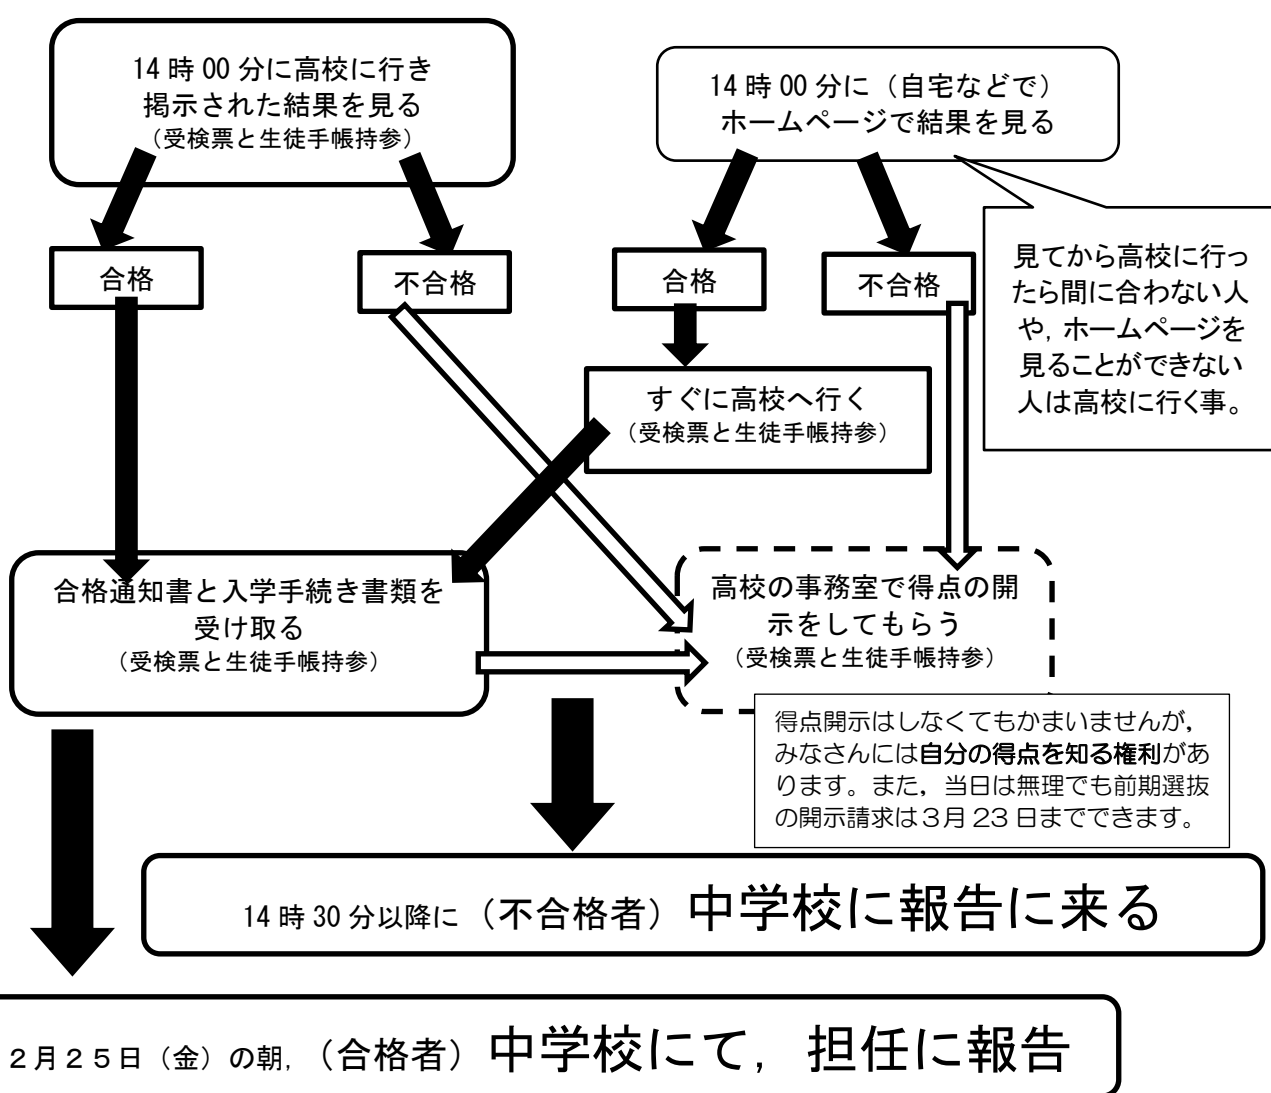 14時00分に高校に行き
掲示された結果を見る
(受検票と生徒手帳持参)
14時00分に(自宅などで)
ホームページで結果を見る
合格
不合格
合格
不合格
見てから高校に行っ
たら間に合わない人
や,ホームページを
見ることができない
人は高校に行く事。
すぐに高校へ行く
(受検票と生徒手帳持参)
合格通知書と入学手続き書類を
受け取る
(受検票と生徒手帳持参)
高校の事務室で得点の開
示をしてもらう
(受検票と生徒手帳持参)
得点開示はしなくてもかまいませんが,
みなさんには自分の得点を知る権利があ
ります。また,当日は無理でも前期選抜
の開示請求は3月23日までできます。
14時30分以降に(不合格者)中学校に報告に来る
2月25日(金)の朝,(合格者)中学校にて,担任に報告